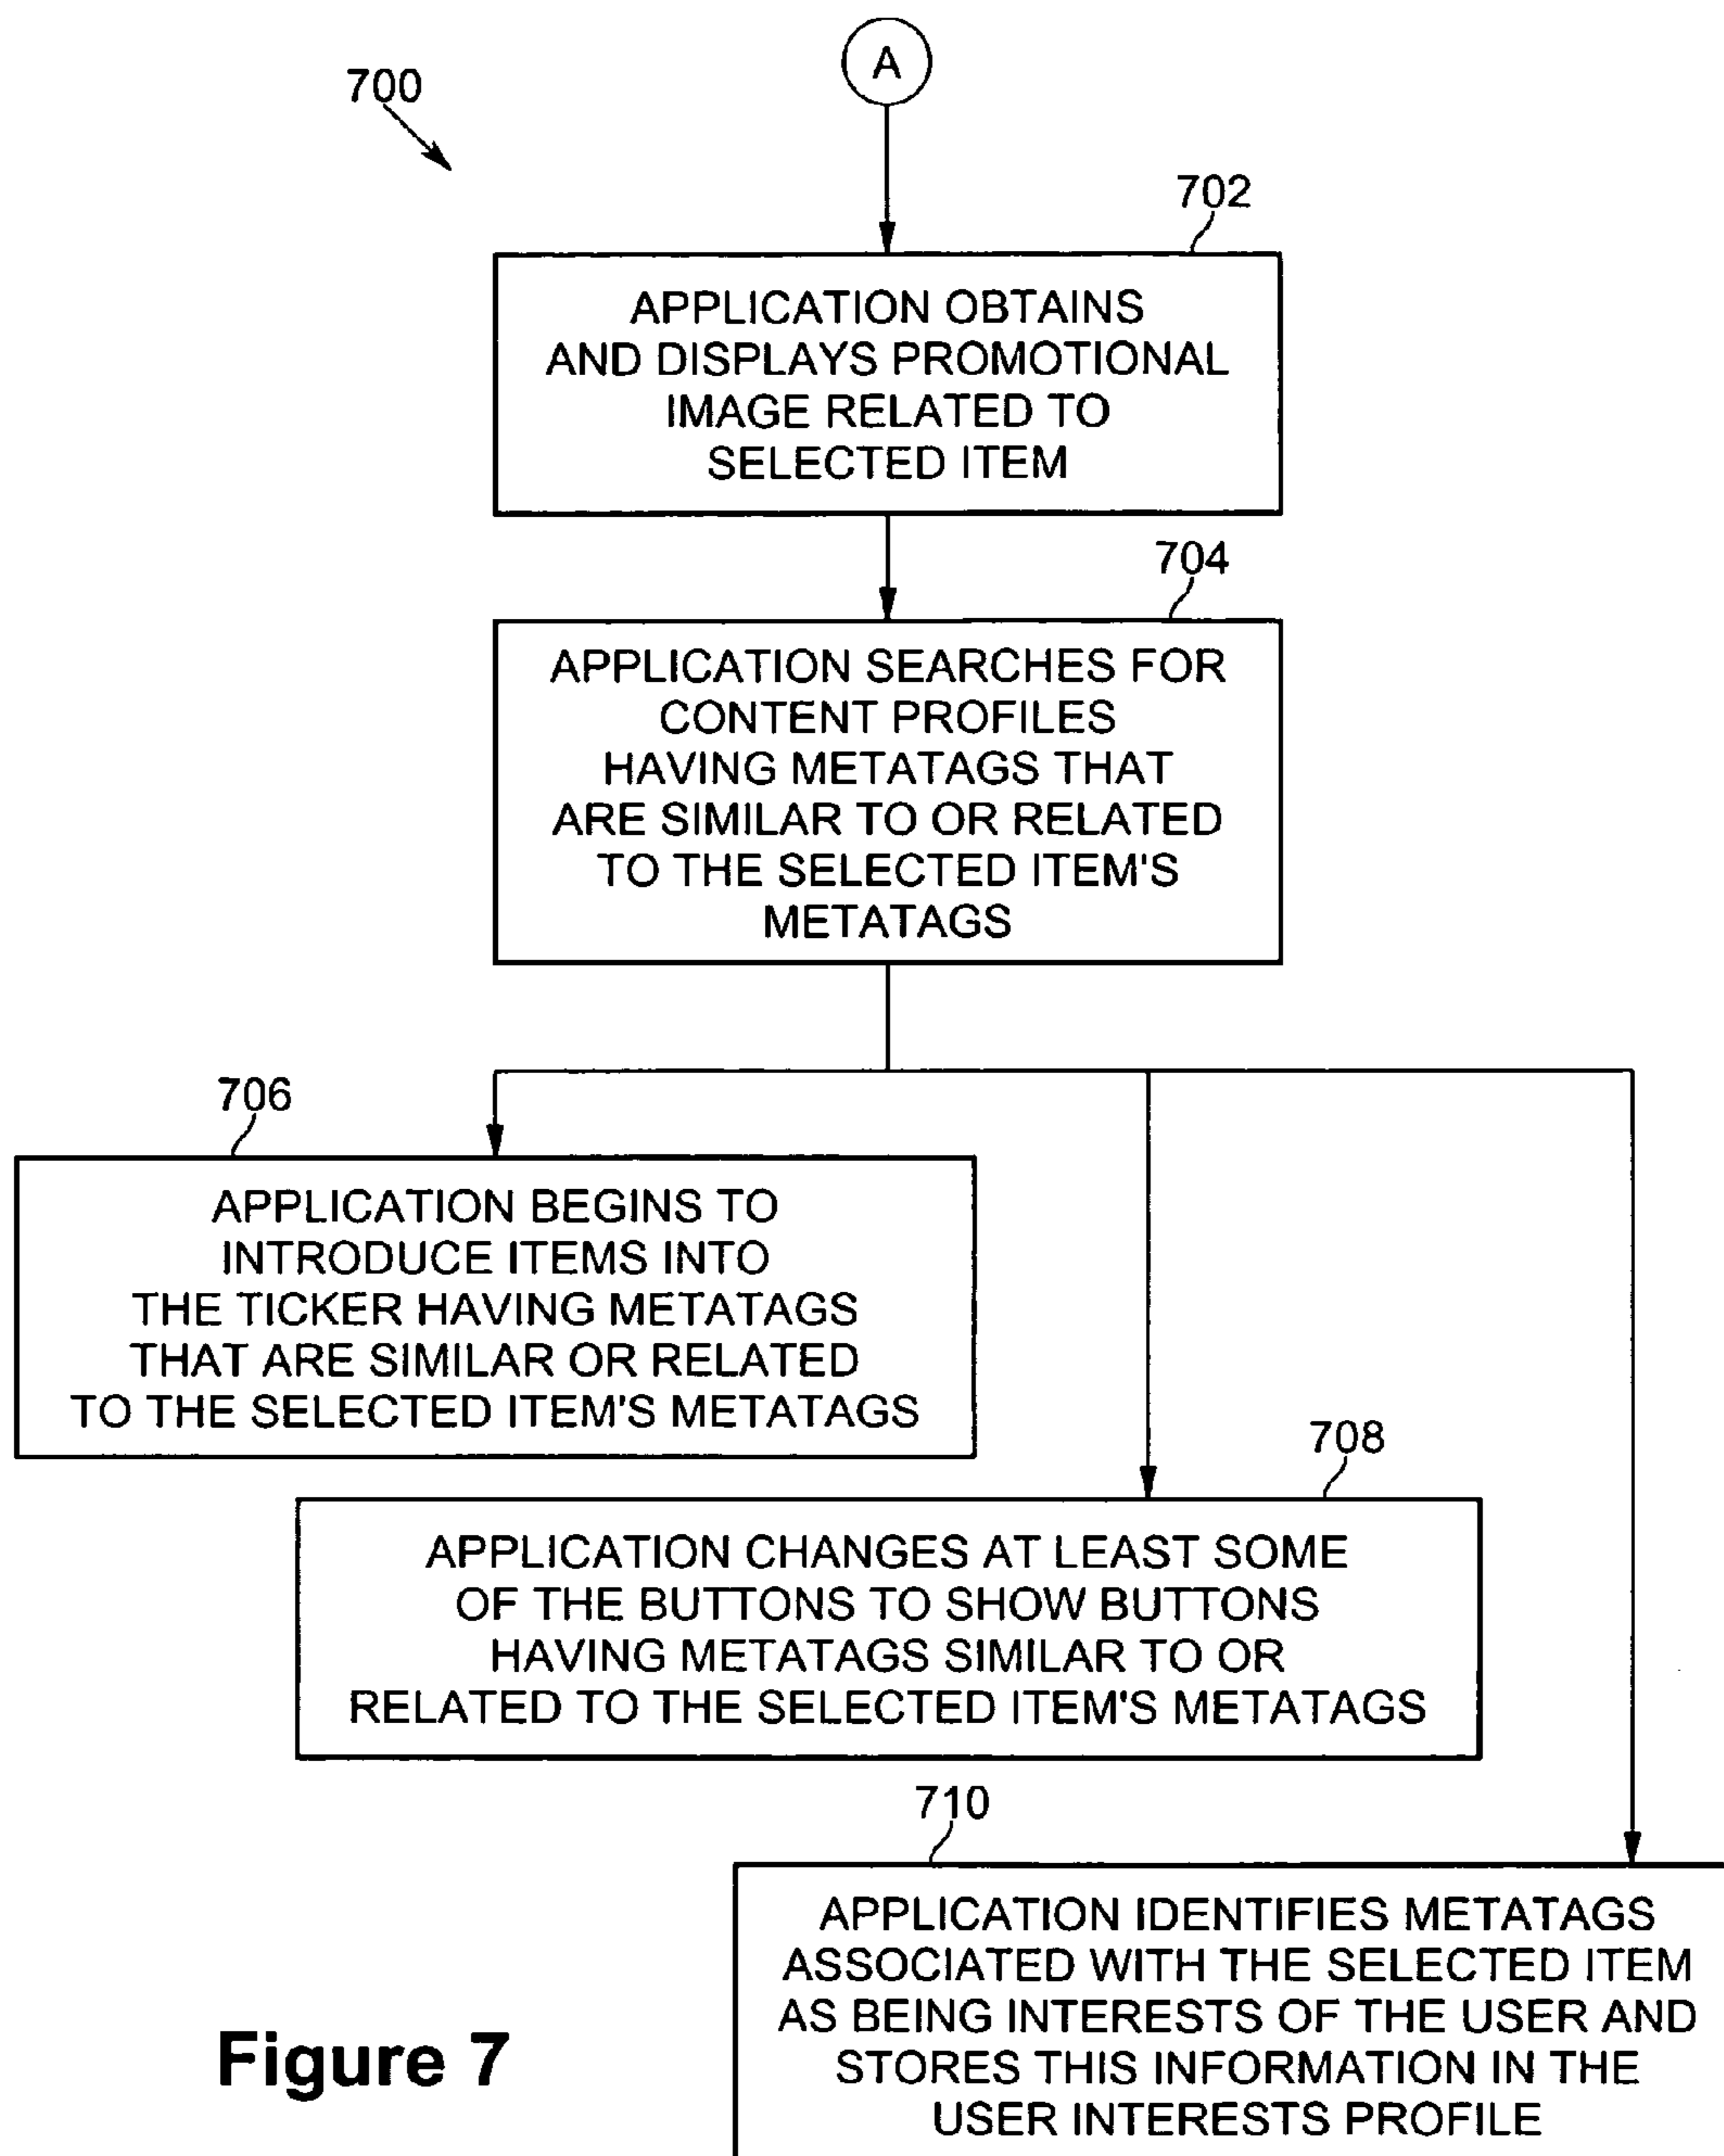 A
700
702
APPLICATION OBTAINS
AND DISPLAYS PROMOTIONAL
IMAGE RELATED TO
SELECTED ITEM
704
APPLICATION SEARCHES FOR
CONTENT PROFILES
HAVING METATAGS THAT
ARE SIMILAR TO OR RELATED
TO THE SELECTED ITEM'S
METATAGS
706
APPLICATION BEGINS TO
INTRODUCE ITEMS INTO
THE TICKER HAVING METATAGS
THAT ARE SIMILAR OR RELATED
TO THE SELECTED ITEM'S METATAGS
708
APPLICATION CHANGES AT LEAST SOME
OF THE BUTTONS TO SHOW BUTTONS
HAVING METATAGS SIMILAR TO OR
RELATED TO THE SELECTED ITEM'S METATAGS
710
APPLICATION IDENTIFIES METATAGS
ASSOCIATED WITH THE SELECTED ITEM
AS BEING INTERESTS OF THE USER AND
STORES THIS INFORMATION IN THE
USER INTERESTS PROFILE
Figure 7